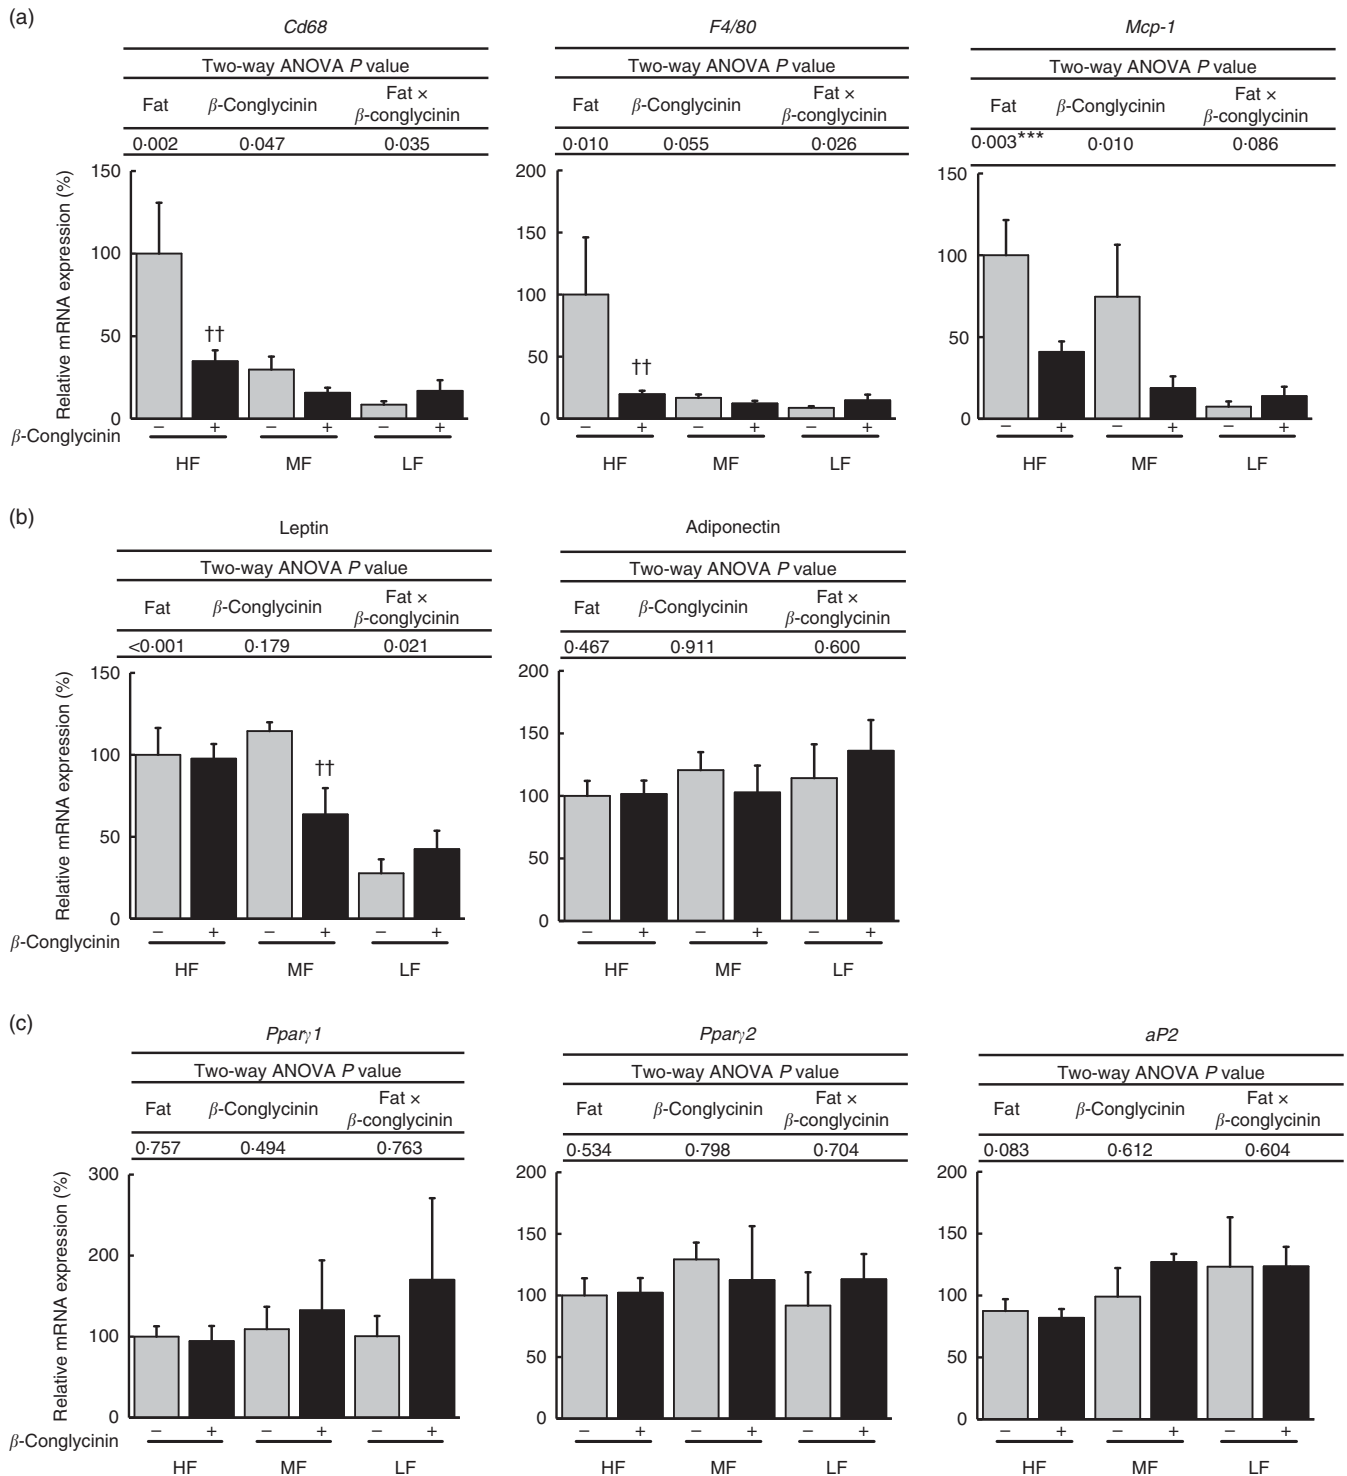 (a)
Cd68
Two-way ANOVA P value
Fat β-Conglycinin Fat ×
β-conglycinin
0·002 0·047 0·035
Relative mRNA expression (%)
150
100
50
0
††
β-Conglycinin – + – + – +
HF MF LF
F4/80
Two-way ANOVA P value
Fat β-Conglycinin Fat ×
β-conglycinin
0·010 0·055 0·026
200
150
100
50
0
††
– + – + – +
HF MF LF
Mcp-1
Two-way ANOVA P value
Fat β-Conglycinin Fat ×
β-conglycinin
0·003*** 0·010 0·086
150
100
50
0
– + – + – +
HF MF LF
(b)
Leptin
Two-way ANOVA P value
Fat β-Conglycinin Fat ×
β-conglycinin
<0·001 0·179 0·021
Relative mRNA expression (%)
150
100
50
0
††
β-Conglycinin – + – + – +
HF MF LF
Adiponectin
Two-way ANOVA P value
Fat β-Conglycinin Fat ×
β-conglycinin
0·467 0·911 0·600
200
150
100
50
0
– + – + – +
HF MF LF
(c)
Pparγ1
Two-way ANOVA P value
Fat β-Conglycinin Fat ×
β-conglycinin
0·757 0·494 0·763
Relative mRNA expression (%)
300
200
100
0
β-Conglycinin – + – + – +
HF MF LF
Pparγ2
Two-way ANOVA P value
Fat β-Conglycinin Fat ×
β-conglycinin
0·534 0·798 0·704
200
150
100
50
0
– + – + – +
HF MF LF
aP2
Two-way ANOVA P value
Fat β-Conglycinin Fat ×
β-conglycinin
0·083 0·612 0·604
200
150
100
50
0
– + – + – +
HF MF LF